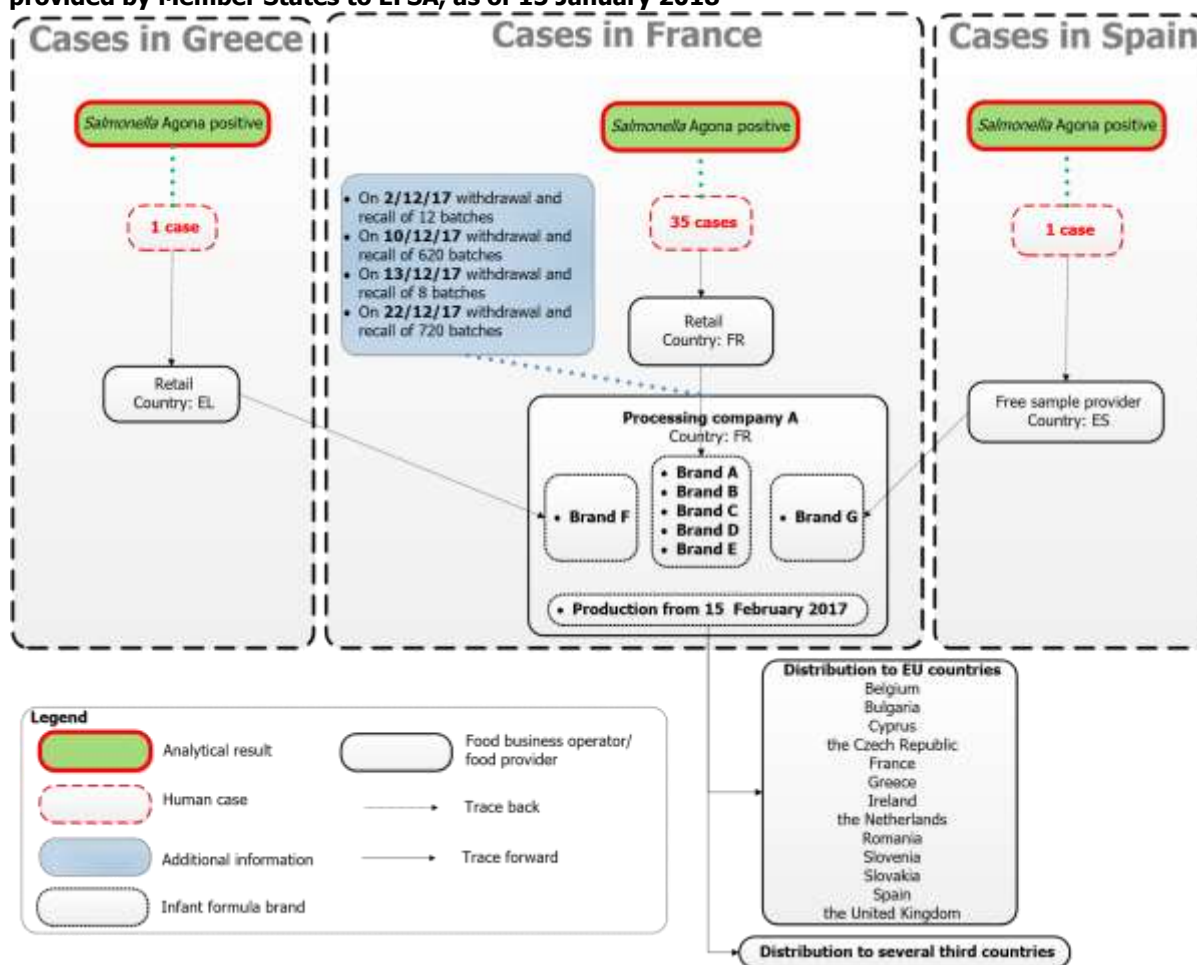 provided by Member States to EFSA, as of 15 January 2018
Cases in Greece
Cases in France
Cases in Spain
Salmonella Agona positive
Salmonella Agona positive
Salmonella Agona positive
• On 2/12/17 withdrawal and
recall of 12 batches
• On 10/12/17 withdrawal and
recall of 620 batches
• On 13/12/17 withdrawal and
recall of 8 batches
• On 22/12/17 withdrawal and
recall of 720 batches
1 case
35 cases
1 case
Retail
Country: FR
Retail
Country: EL
Free sample provider
Country: ES
Processing company A
Country: FR
• Brand F
• Brand A
• Brand B
• Brand C
• Brand D
• Brand E
• Brand G
• Production from 15 February 2017
Distribution to EU countries
Belgium
Bulgaria
Cyprus
the Czech Republic
France
Greece
Ireland
the Netherlands
Romania
Slovenia
Slovakia
Spain
the United Kingdom
Distribution to several third countries
Legend
Analytical result
Human case
Additional information
Infant formula brand
Food business operator/
food provider
Trace back
Trace forward